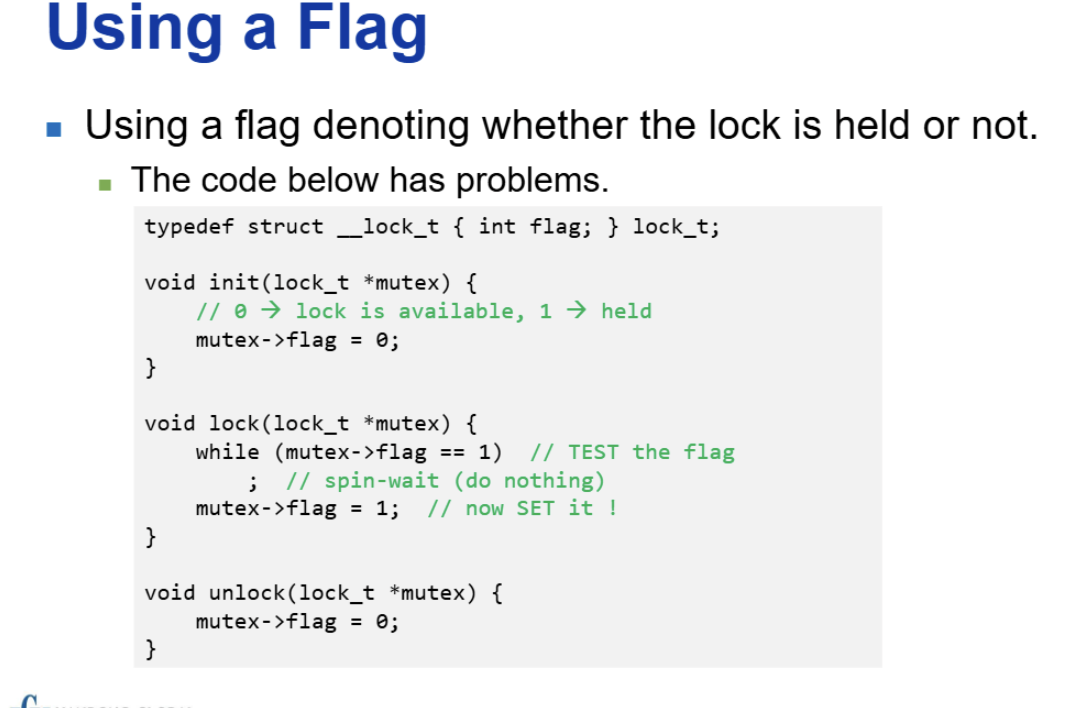 Using a Flag
Using a flag denoting whether the lock is held or not.
The code below has problems.
typedef struct __lock_t { int flag; } lock_t;
void init(lock_t *mutex) {
    // 0 → lock is available, 1 → held
    mutex->flag = 0;
}
void lock(lock_t *mutex) {
    while (mutex->flag == 1)  // TEST the flag
        ;  // spin-wait (do nothing)
    mutex->flag = 1;  // now SET it !
}
void unlock(lock_t *mutex) {
    mutex->flag = 0;
}